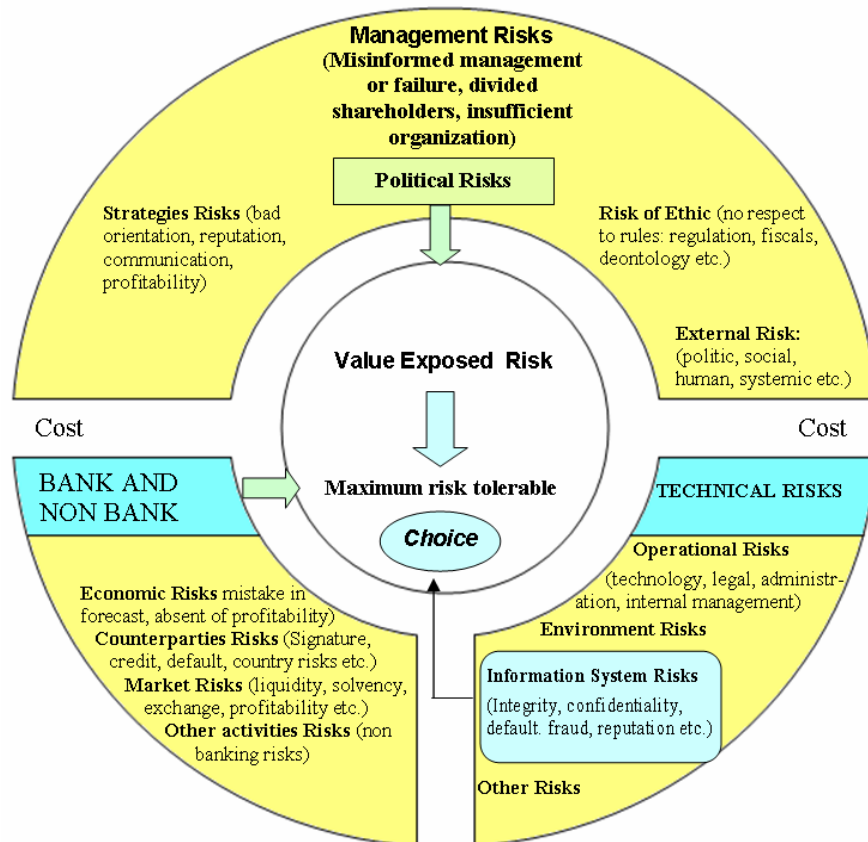 Management Risks
(Misinformed management
or failure, divided
shareholders, insufficient
organization)
Political Risks
Strategies Risks (bad
orientation, reputation,
communication,
profitability)
Risk of Ethic (no respect
to rules: regulation, fiscals,
deontology etc.)
External Risk:
(politic, social,
human, systemic etc.)
Value Exposed Risk
Cost
Cost
BANK AND
NON BANK
Maximum risk tolerable
Choice
TECHNICAL RISKS
Economic Risks mistake in
forecast, absent of profitability)
Counterparties Risks (Signature,
credit, default, country risks etc.)
Market Risks (liquidity, solvency,
exchange, profitability etc.)
Other activities Risks (non
banking risks)
Operational Risks
(technology, legal, administr-
ation, internal management)
Environment Risks
Information System Risks
(Integrity, confidentiality,
default. fraud, reputation etc.)
Other Risks